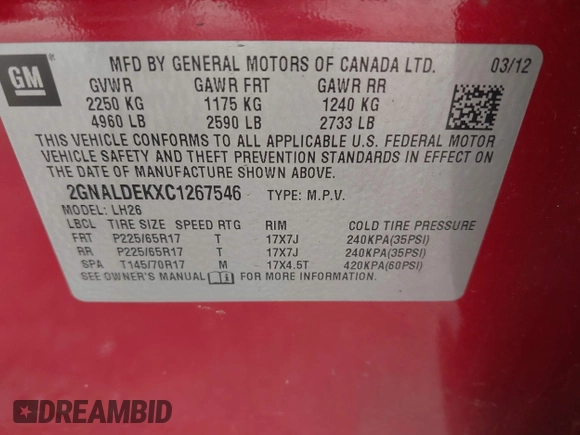 GM
MFD BY GENERAL MOTORS OF CANADA LTD. 03/12
GVWR GAWR FRT GAWR RR
2250 KG 1175 KG 1240 KG
4960 LB 2590 LB 2733 LB
THIS VEHICLE CONFORMS TO ALL APPLICABLE U.S. FEDERAL MOTOR
VEHICLE SAFETY AND THEFT PREVENTION STANDARDS IN EFFECT ON
THE DATE OF MANUFACTURE SHOWN ABOVE.
2GNALDEKXC1267546 TYPE: M.P.V.
MODEL: LH26
LBCL TIRE SIZE SPEED RTG RIM COLD TIRE PRESSURE
FRT P225/65R17 T 17X7J 240KPA(35PSI)
RR P225/65R17 T 17X7J 240KPA(35PSI)
SPA T145/70R17 M 17X4.5T 420KPA(60PSI)
SEE OWNER'S MANUAL FOR MORE INFORMATION.
DREAMBID